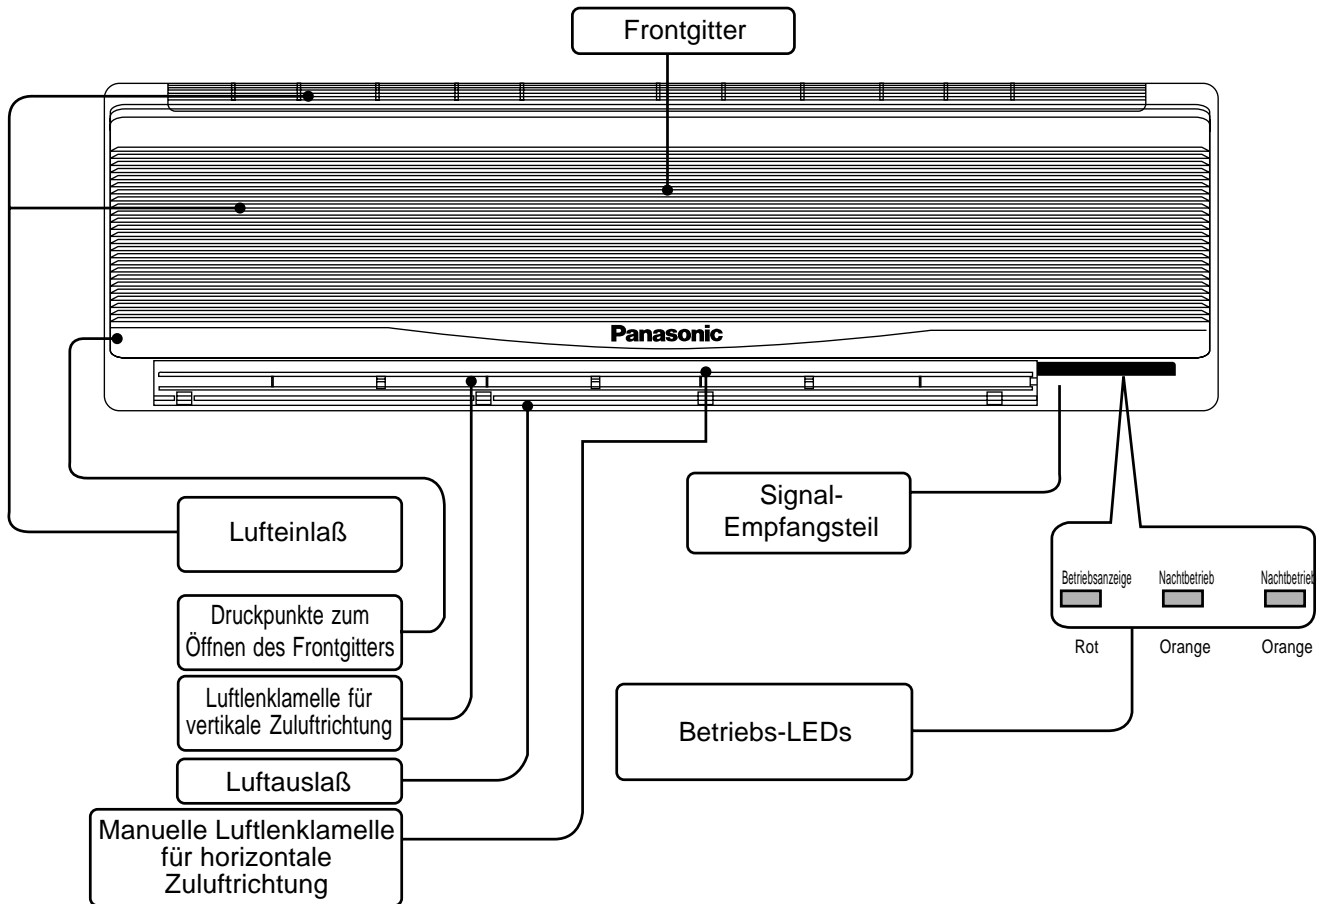 Frontgitter
Panasonic
Signal-
Empfangsteil
Lufteinlaß
Betriebsanzeige Nachtbetrieb Nachtbetrieb
Druckpunkte zum
Öffnen des Frontgitters
Rot Orange Orange
Luftlenklamelle für
vertikale Zuluftrichtung
Betriebs-LEDs
Luftauslaß
Manuelle Luftlenklamelle
für horizontale
Zuluftrichtung